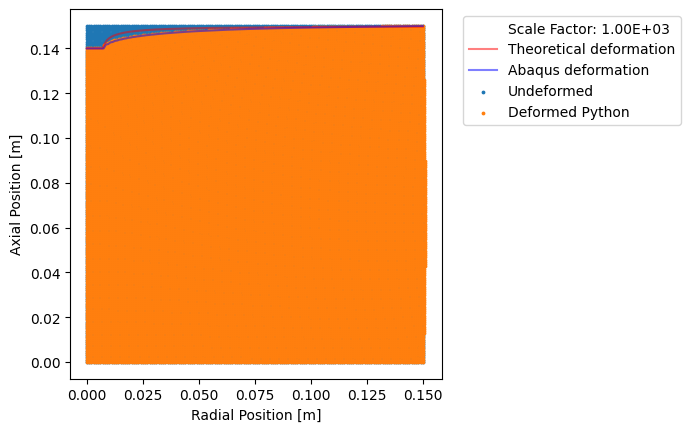 Scale Factor: 1.00E+03
Theoretical deformation
Abaqus deformation
Undeformed
Deformed Python
Axial Position [m]
0.14
0.12
0.10
0.08
0.06
0.04
0.02
0.00
0.000 0.025 0.050 0.075 0.100 0.125 0.150
Radial Position [m]